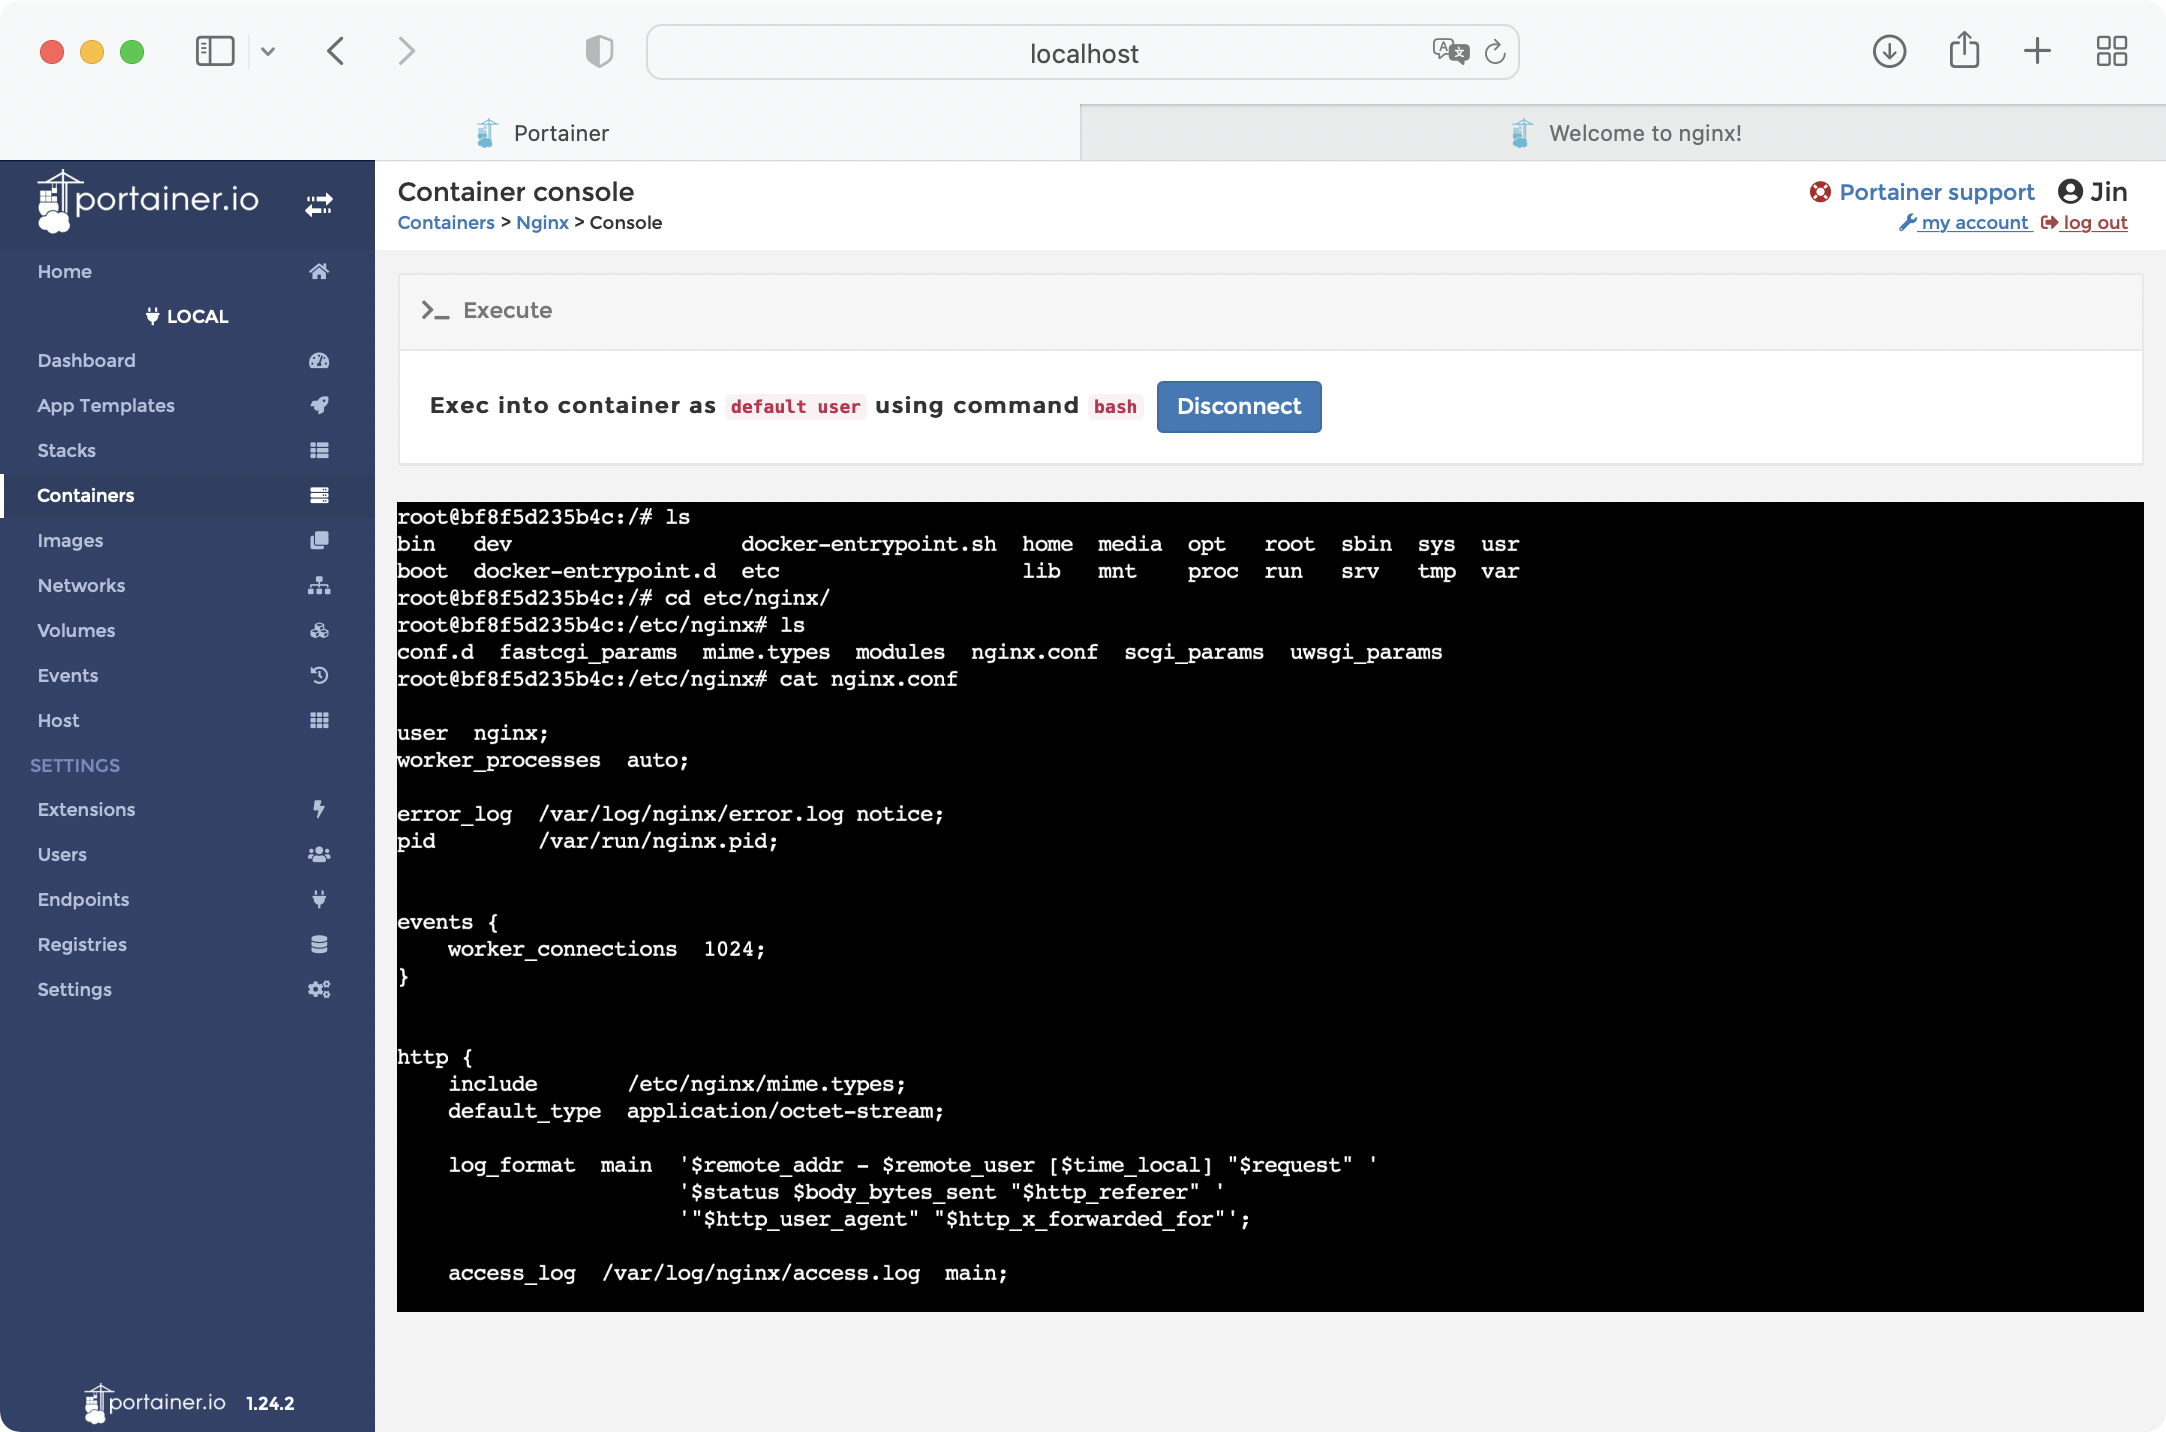 localhost
Portainer
Welcome to nginx!
portainer.io
Home
LOCAL
Dashboard
App Templates
Stacks
Containers
Images
Networks
Volumes
Events
Host
SETTINGS
Extensions
Users
Endpoints
Registries
Settings
portainer.io 1.24.2
Container console
Containers > Nginx > Console
Portainer support Jin
my account log out
>_ Execute
Exec into container as default user using command bash Disconnect
root@bf8f5d235b4c:/# ls
bin   dev                  docker-entrypoint.sh  home  media  opt   root  sbin  sys  usr
boot  docker-entrypoint.d  etc                   lib   mnt    proc  run   srv   tmp  var
root@bf8f5d235b4c:/# cd etc/nginx/
root@bf8f5d235b4c:/etc/nginx# ls
conf.d  fastcgi_params  mime.types  modules  nginx.conf  scgi_params  uwsgi_params
root@bf8f5d235b4c:/etc/nginx# cat nginx.conf
user  nginx;
worker_processes  auto;
error_log  /var/log/nginx/error.log notice;
pid        /var/run/nginx.pid;
events {
    worker_connections  1024;
}
http {
    include       /etc/nginx/mime.types;
    default_type  application/octet-stream;
    log_format  main  '$remote_addr - $remote_user [$time_local] "$request" '
                      '$status $body_bytes_sent "$http_referer" '
                      '"$http_user_agent" "$http_x_forwarded_for"';
    access_log  /var/log/nginx/access.log  main;